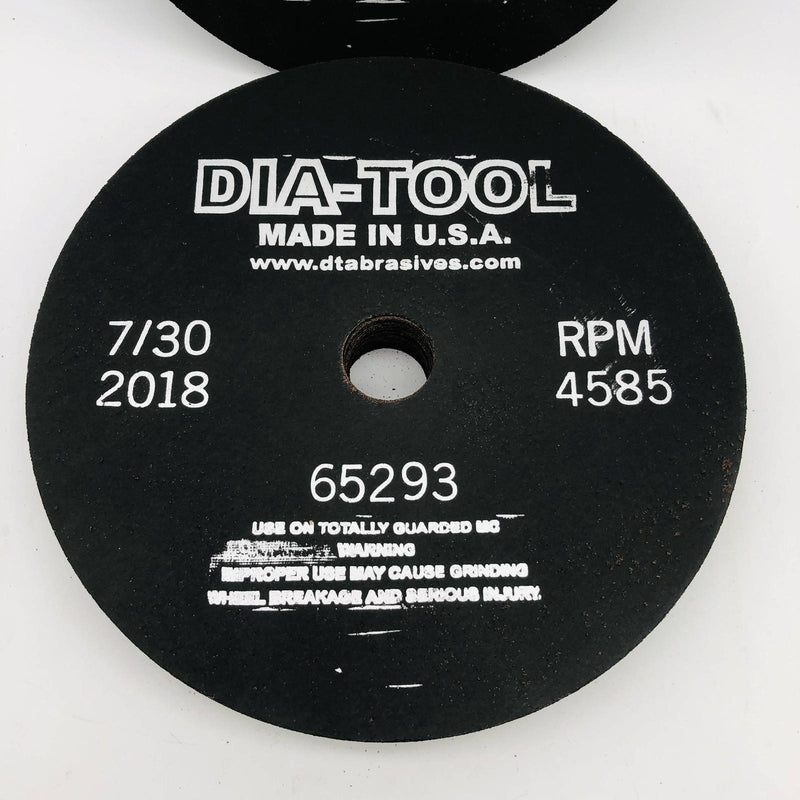 DIA-TOOL
MADE IN U.S.A.
www.dtabrasives.com
7/30
2018
RPM
4585
65293
USE ON TOTALLY GUARDED MC
WARNING
IMPROPER USE MAY CAUSE GRINDING
WHEEL BREAKAGE AND SERIOUS INJURY.